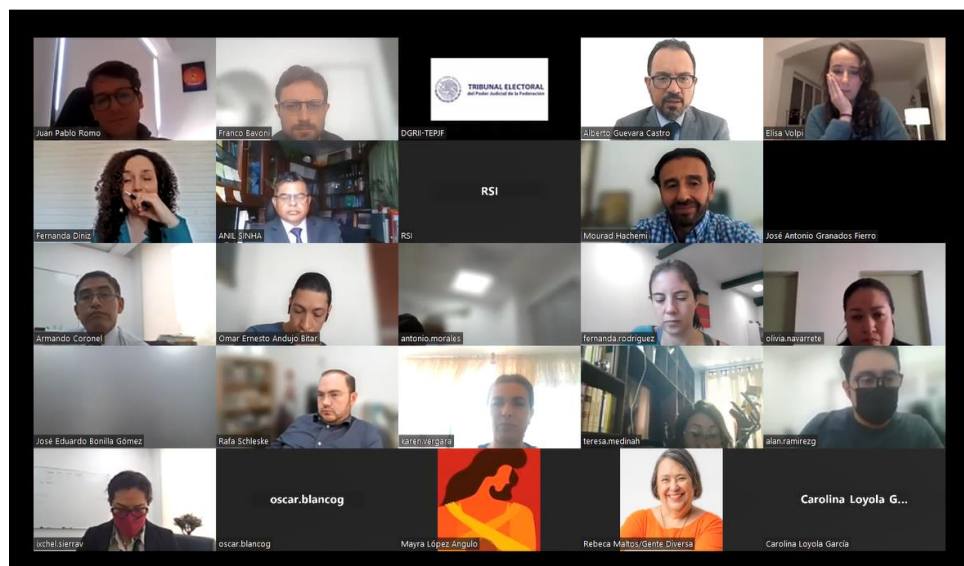 TRIBUNAL ELECTORAL
del Poder Judicial de la Federación
Juan Pablo Romo
Franco Bavoni
DGRII-TEPJF
Alberto Guevara Castro
Elisa Volpi
RSI
Fernanda Diniz
ANIL SINHA
RSI
Mourad Hachemi
José Antonio Granados Fierro
Armando Coronel
Omar Ernesto Andujo Bitar
antonio.morales
fernanda.rodriguez
olivia.navarrete
José Eduardo Bonilla Gómez
Rafa Schleske
karen.vergara
teresa.medinah
alan.ramirezg
oscar.blancog
Carolina Loyola G...
ixchel.sierrav
oscar.blancog
Mayra López Angulo
Rebeca Maltos/Gente Diversa
Carolina Loyola García